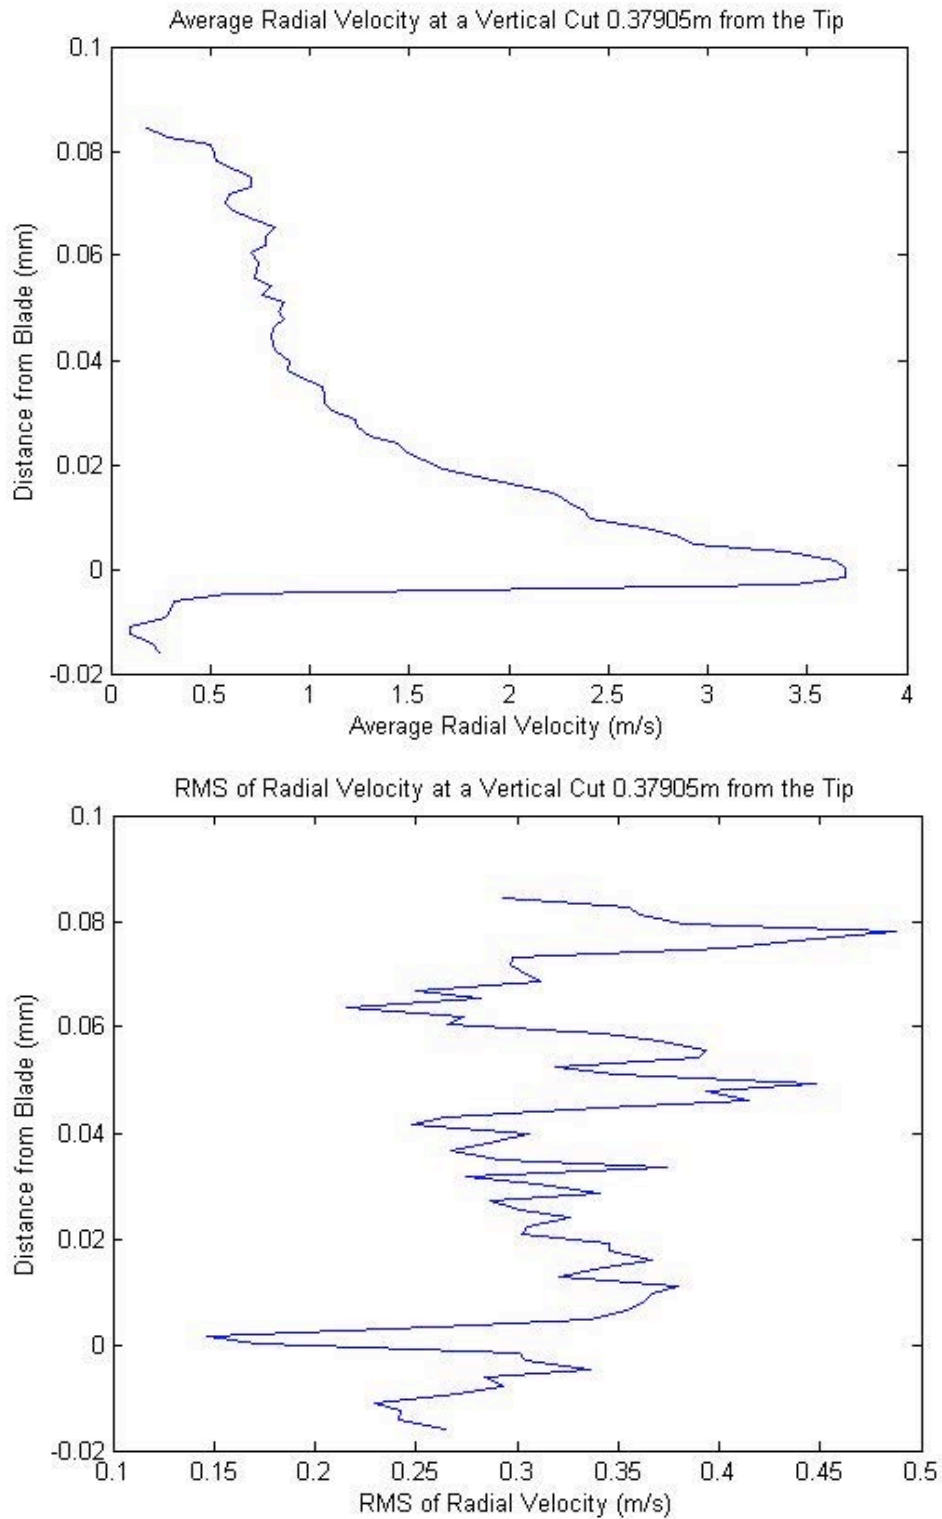 Average Radial Velocity at a Vertical Cut 0.37905m from the Tip
0.1
0.08
0.06
0.04
0.02
0
-0.02
Distance from Blade (mm)
0 0.5 1 1.5 2 2.5 3 3.5 4
Average Radial Velocity (m/s)
RMS of Radial Velocity at a Vertical Cut 0.37905m from the Tip
0.1
0.08
0.06
0.04
0.02
0
-0.02
Distance from Blade (mm)
0.1 0.15 0.2 0.25 0.3 0.35 0.4 0.45 0.5
RMS of Radial Velocity (m/s)